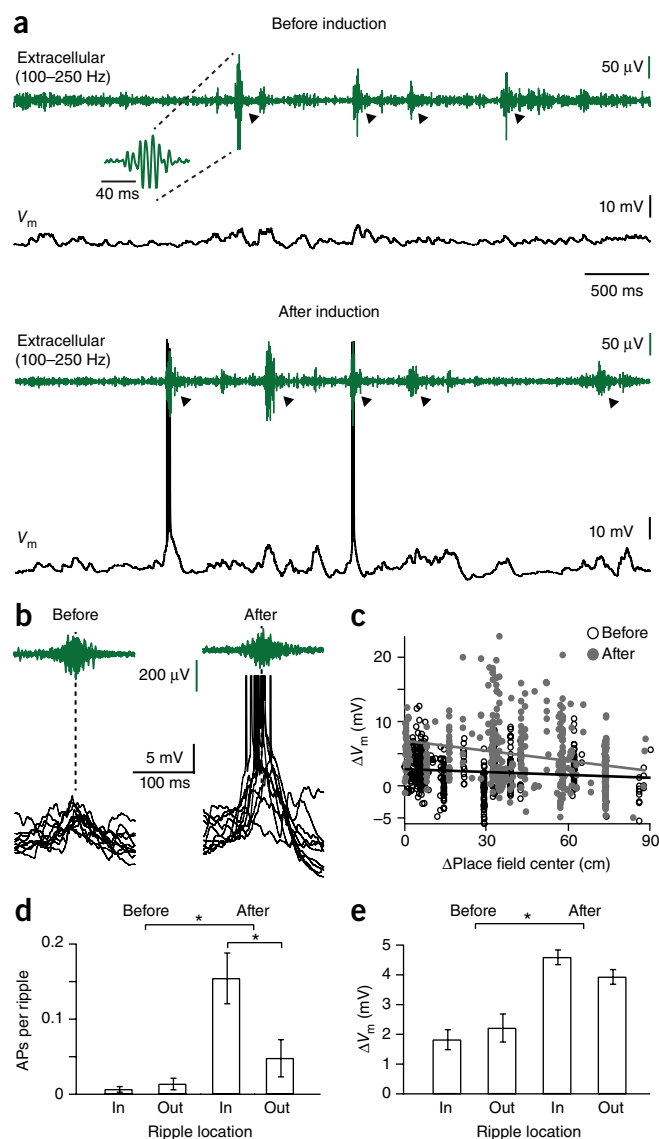 a
Before induction
Extracellular
(100–250 Hz)
50 µV
40 ms
Vm
10 mV
500 ms
After induction
Extracellular
(100–250 Hz)
50 µV
Vm
10 mV
b
Before
After
200 µV
5 mV
100 ms
c
Before
After
ΔVm (mV)
20
15
10
5
0
–5
0
30
60
90
ΔPlace field center (cm)
d
Before
*
After
*
APs per ripple
0.2
0.1
0
In
Out
In
Out
Ripple location
e
Before
*
After
ΔVm (mV)
5
4
3
2
1
0
In
Out
In
Out
Ripple location